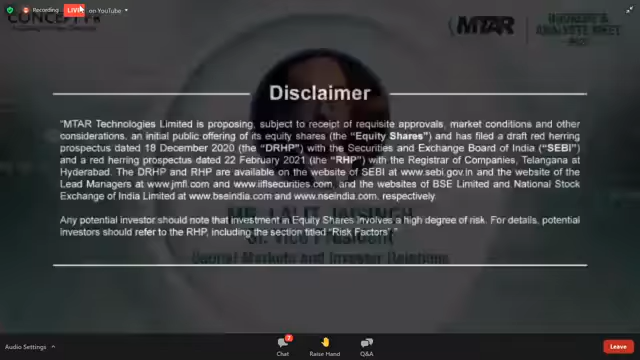 CONCEPT
Recording
LIVE
on YouTube
MTAR
& ANALYSTS MEET
Disclaimer
"MTAR Technologies Limited is proposing, subject to receipt of requisite approvals, market conditions and other
considerations, an initial public offering of its equity shares (the "Equity Shares") and has filed a draft red herring
prospectus dated 18 December 2020 (the "DRHP") with the Securities and Exchange Board of India ("SEBI")
and a red herring prospectus dated 22 February 2021 (the "RHP") with the Registrar of Companies, Telangana at
Hyderabad. The DRHP and RHP are available on the website of SEBI at www.sebi.gov.in and the website of the
Lead Managers at www.jmfl.com and www.iiflsecurities.com, and the websites of BSE Limited and National Stock
Exchange of India Limited at www.bseindia.com and www.nseindia.com, respectively.
Any potential investor should note that investment in Equity Shares involves a high degree of risk. For details, potential
investors should refer to the RHP, including the section titled "Risk Factors"."
Sr. Vice President
Capital Markets and Investor Relations
Audio Settings
7
Chat
Raise Hand
Q&A
Leave